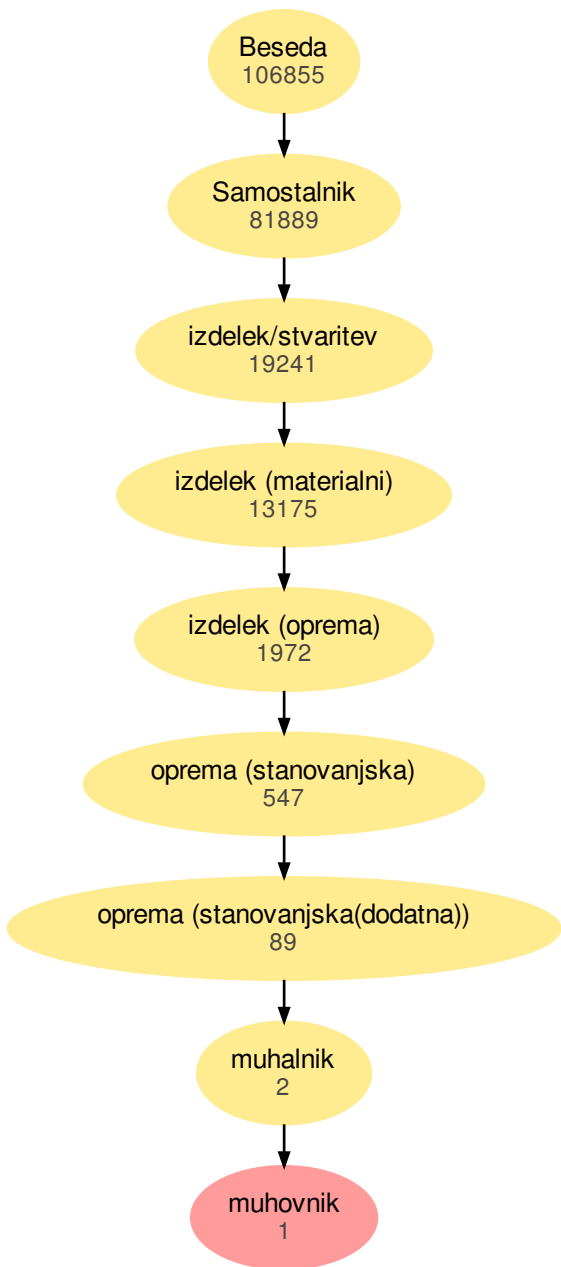 Beseda
106855
Samostalnik
81889
izdelek/stvaritev
19241
izdelek (materialni)
13175
izdelek (oprema)
1972
oprema (stanovanjska)
547
oprema (stanovanjska(dodatna))
89
muhalnik
2
muhovnik
1